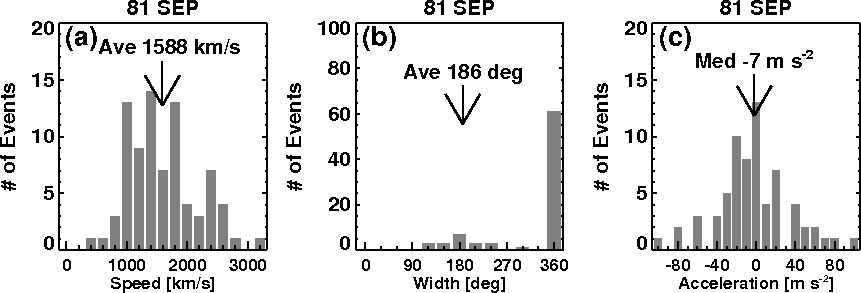 81 SEP
(a)
Ave 1588 km/s
# of Events
20
15
10
5
0
0 1000 2000 3000
Speed [km/s]
81 SEP
(b)
Ave 186 deg
# of Events
100
80
60
40
20
0
0 90 180 270 360
Width [deg]
81 SEP
(c)
Med -7 m s-2
# of Events
20
15
10
5
0
-80 -40 0 40 80
Acceleration [m s-2]